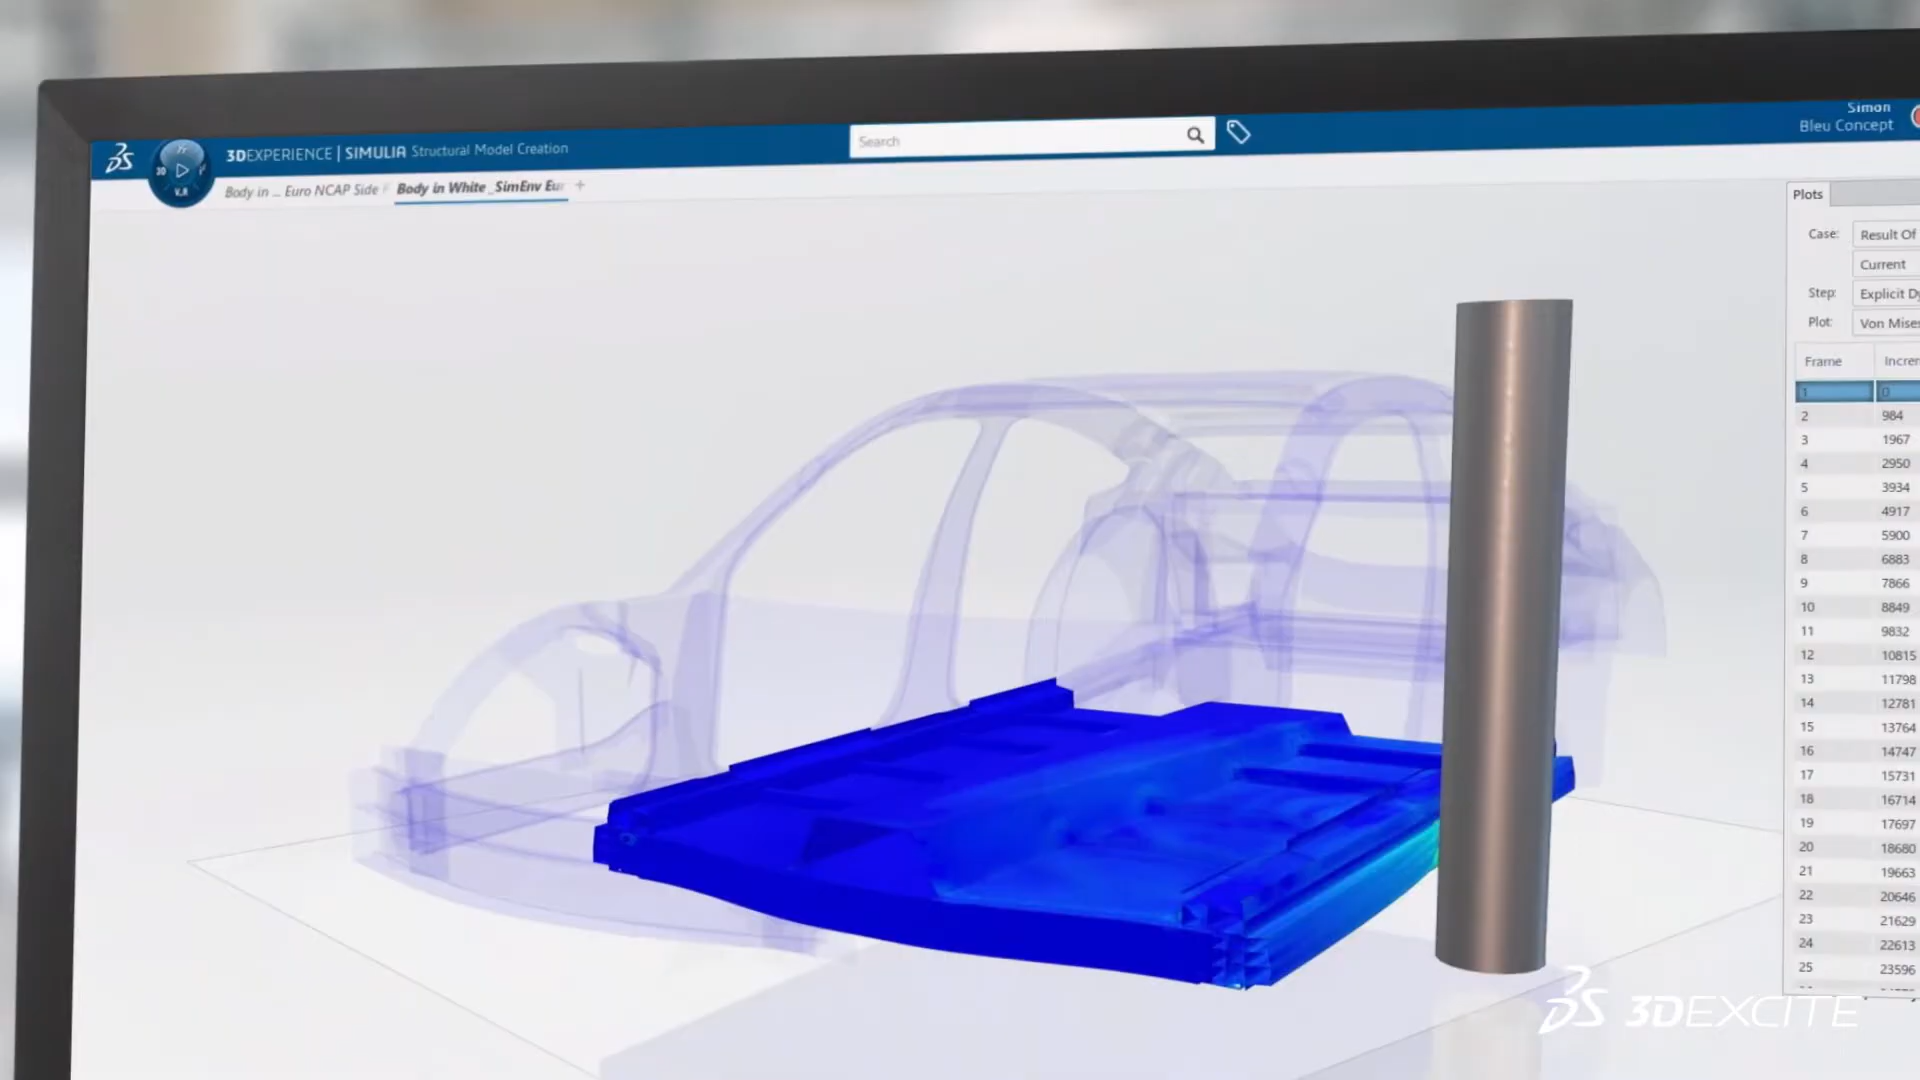 3DEXPERIENCE | SIMULIA Structural Model Creation
Search
Simon
Bleu Concept
Body in ... Euro NCAP Side
Body in White_SimEnv Eur
+
Plots
Case:
Result Of
Current
Step:
Explicit Dy
Plot:
Von Mises
Frame
1 0
2 984
3 1967
4 2950
5 3934
6 4917
7 5900
8 6883
9 7866
10 8849
11 9832
12 10815
13 11798
14 12781
15 13764
16 14747
17 15731
18 16714
19 17697
20 18680
21 19663
22 20646
23 21629
24 22613
25 23596
3DEXCITE